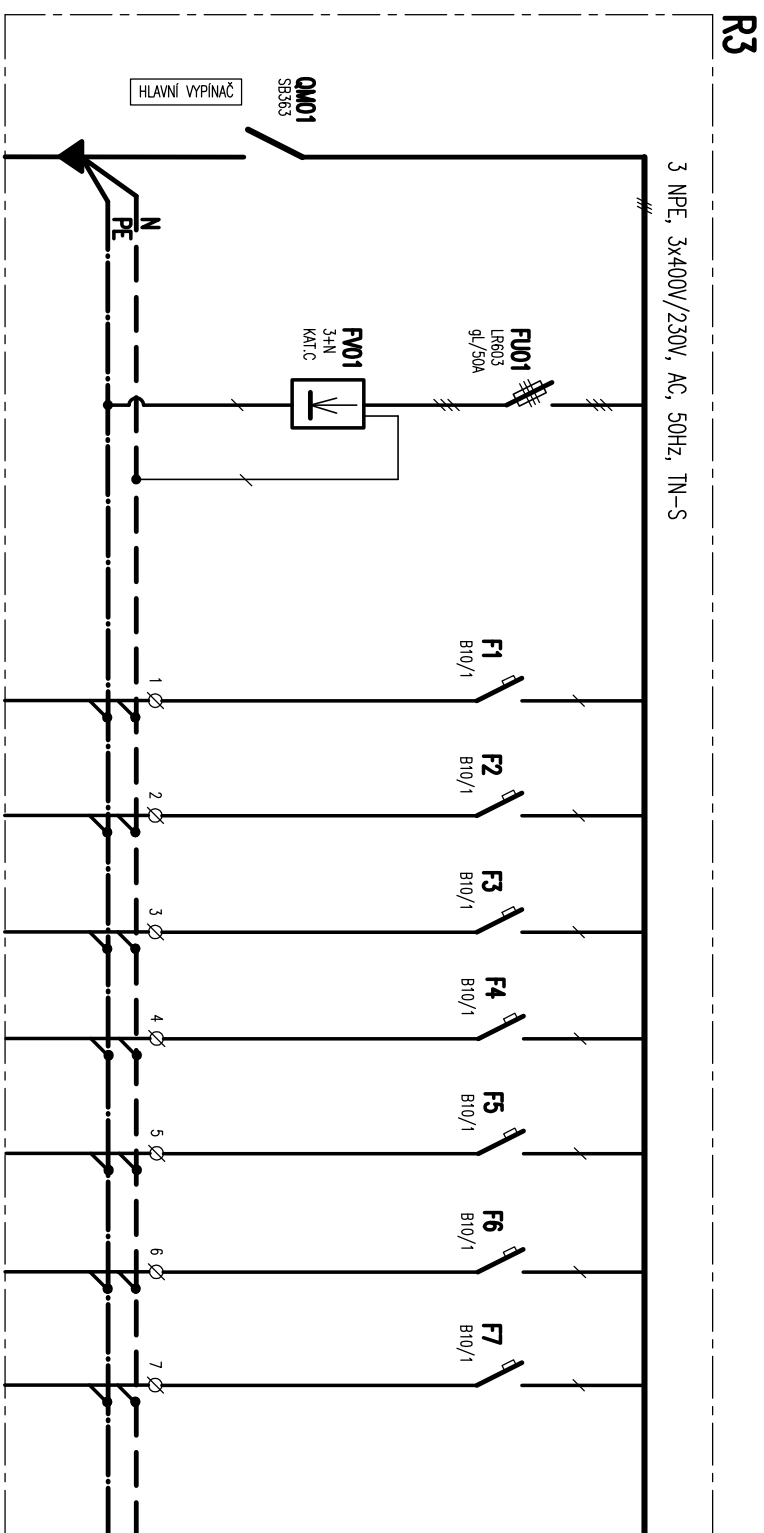 R3
3 NPE, 3x400V/230V, AC, 50Hz, TN-S
QM01
SB363
HLAVNÍ VYPÍNAČ
N
PE
FU01
LR603
gL/50A
FV01
3+N
KAT.C
F1
B10/1
1
F2
B10/1
2
F3
B10/1
3
F4
B10/1
4
F5
B10/1
5
F6
B10/1
6
F7
B10/1
7